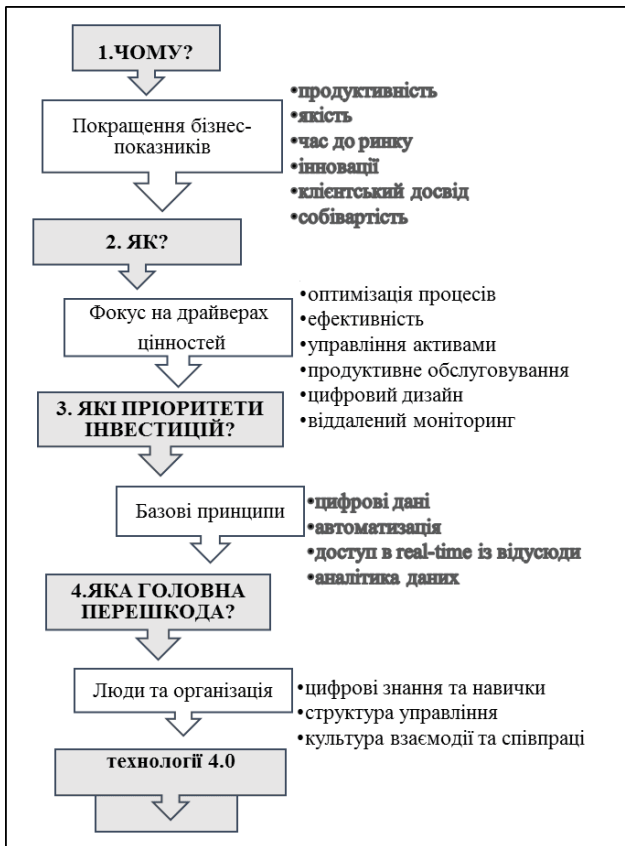 1.ЧОМУ?
Покращення бізнес-
показників
•продуктивність
•якість
•час до ринку
•інновації
•клієнтський досвід
•собівартість
2. ЯК?
Фокус на драйверах
цінностей
•оптимізація процесів
•ефективність
•управління активами
•продуктивне обслуговування
•цифровий дизайн
•віддалений моніторинг
3. ЯКІ ПРІОРИТЕТИ
ІНВЕСТИЦІЙ?
Базові принципи
•цифрові дані
•автоматизація
•доступ в real-time із відусюди
•аналітика даних
4.ЯКА ГОЛОВНА
ПЕРЕШКОДА?
Люди та організація
•цифрові знання та навички
•структура управління
•культура взаємодії та співпраці
технології 4.0